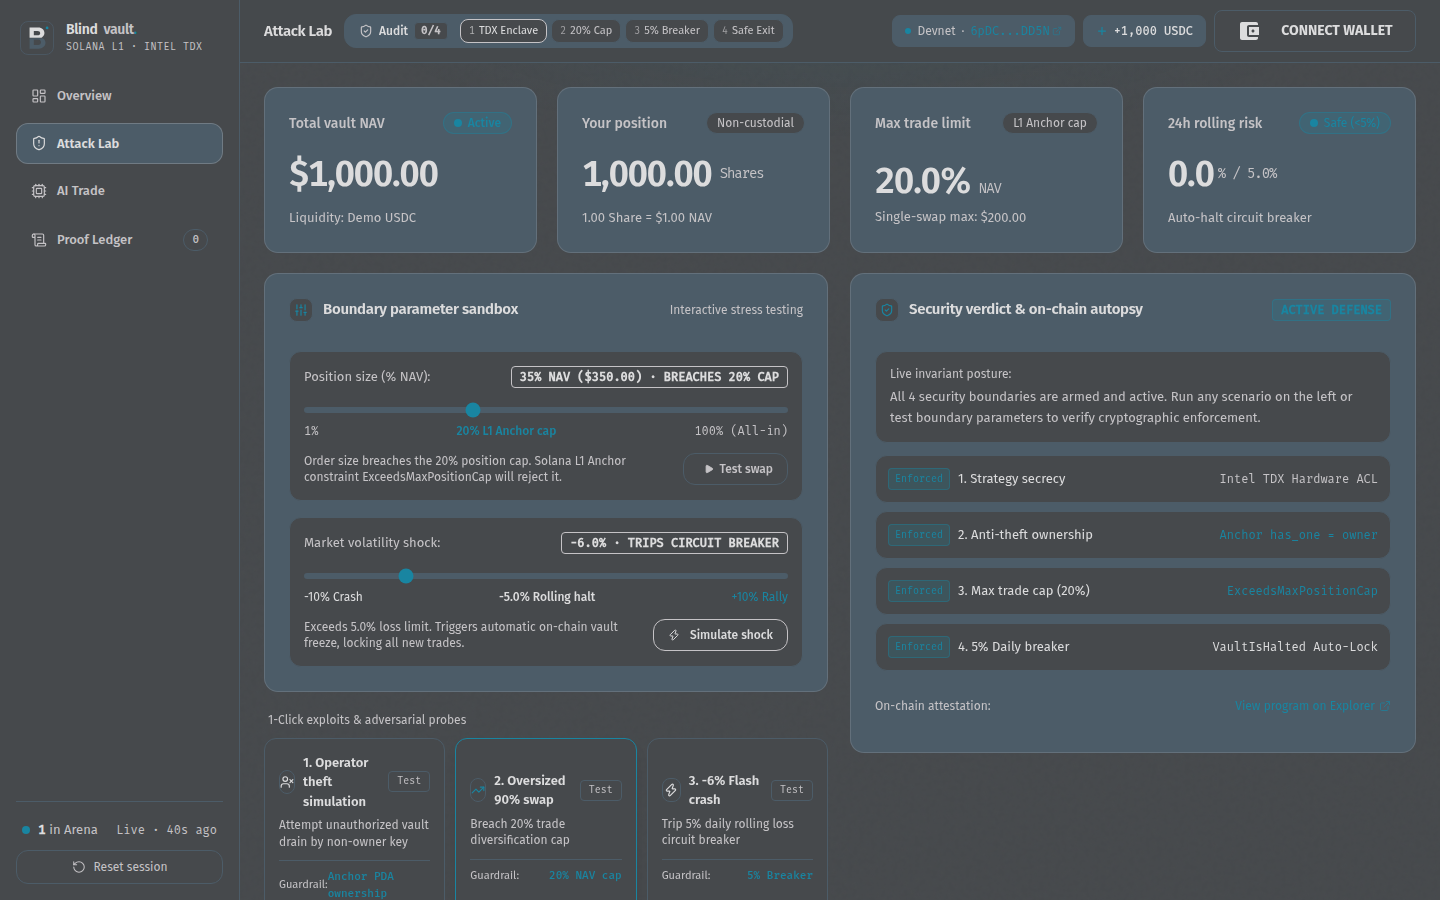 Blind vault
SOLANA L1 · INTEL TDX
Overview
Attack Lab
AI Trade
Proof Ledger 0
1 in Arena Live · 40s ago
Reset session
Attack Lab
Audit 0/4
1 TDX Enclave
2 20% Cap
3 5% Breaker
4 Safe Exit
Devnet ·
+1,000 USDC
CONNECT WALLET
Total vault NAV
Active
$1,000.00
Liquidity: Demo USDC
Your position
Non-custodial
1,000.00 Shares
1.00 Share = $1.00 NAV
Max trade limit
L1 Anchor cap
20.0% NAV
Single-swap max: $200.00
24h rolling risk
Safe (<5%)
0.0 % / 5.0%
Auto-halt circuit breaker
Boundary parameter sandbox
Interactive stress testing
Position size (% NAV):
35% NAV ($350.00) · BREACHES 20% CAP
1% 20% L1 Anchor cap 100% (All-in)
Order size breaches the 20% position cap. Solana L1 Anchor
constraint ExceedsMaxPositionCap will reject it.
Test swap
Market volatility shock:
-6.0% · TRIPS CIRCUIT BREAKER
-10% Crash -5.0% Rolling halt +10% Rally
Exceeds 5.0% loss limit. Triggers automatic on-chain vault
freeze, locking all new trades.
Simulate shock
1-Click exploits & adversarial probes
1. Operator
theft
simulation
Test
Attempt unauthorized vault
drain by non-owner key
Guardrail: Anchor PDA
ownership
2. Oversized
90% swap
Test
Breach 20% trade
diversification cap
Guardrail: 20% NAV cap
3. -6% Flash
crash
Test
Trip 5% daily rolling loss
circuit breaker
Guardrail: 5% Breaker
Security verdict & on-chain autopsy
ACTIVE DEFENSE
Live invariant posture:
All 4 security boundaries are armed and active. Run any scenario on the left or
test boundary parameters to verify cryptographic enforcement.
Enforced 1. Strategy secrecy Intel TDX Hardware ACL
Enforced 2. Anti-theft ownership Anchor has_one = owner
Enforced 3. Max trade cap (20%) ExceedsMaxPositionCap
Enforced 4. 5% Daily breaker VaultIsHalted Auto-Lock
On-chain attestation:
View program on Explorer